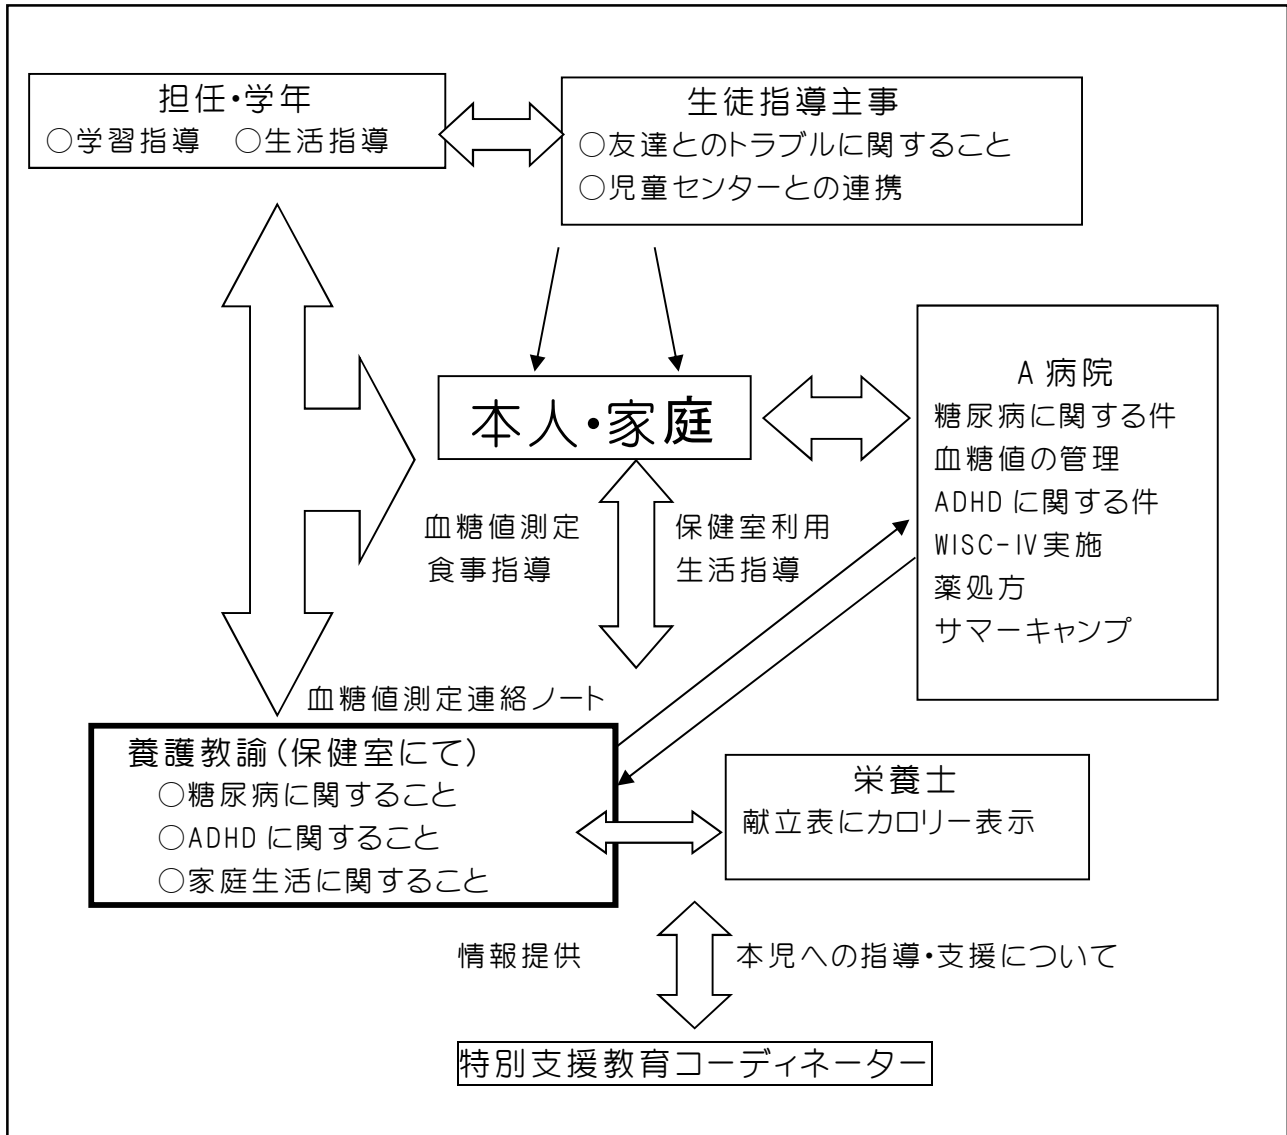 担任・学年
○学習指導　○生活指導
生徒指導主事
○友達とのトラブルに関すること
○児童センターとの連携
本人・家庭
A 病院
糖尿病に関する件
血糖値の管理
ADHD に関する件
WISC-Ⅳ実施
薬処方
サマーキャンプ
血糖値測定
食事指導
保健室利用
生活指導
血糖値測定連絡ノート
養護教諭(保健室にて)
○糖尿病に関すること
○ADHD に関すること
○家庭生活に関すること
栄養士
献立表にカロリー表示
情報提供
本児への指導・支援について
特別支援教育コーディネーター